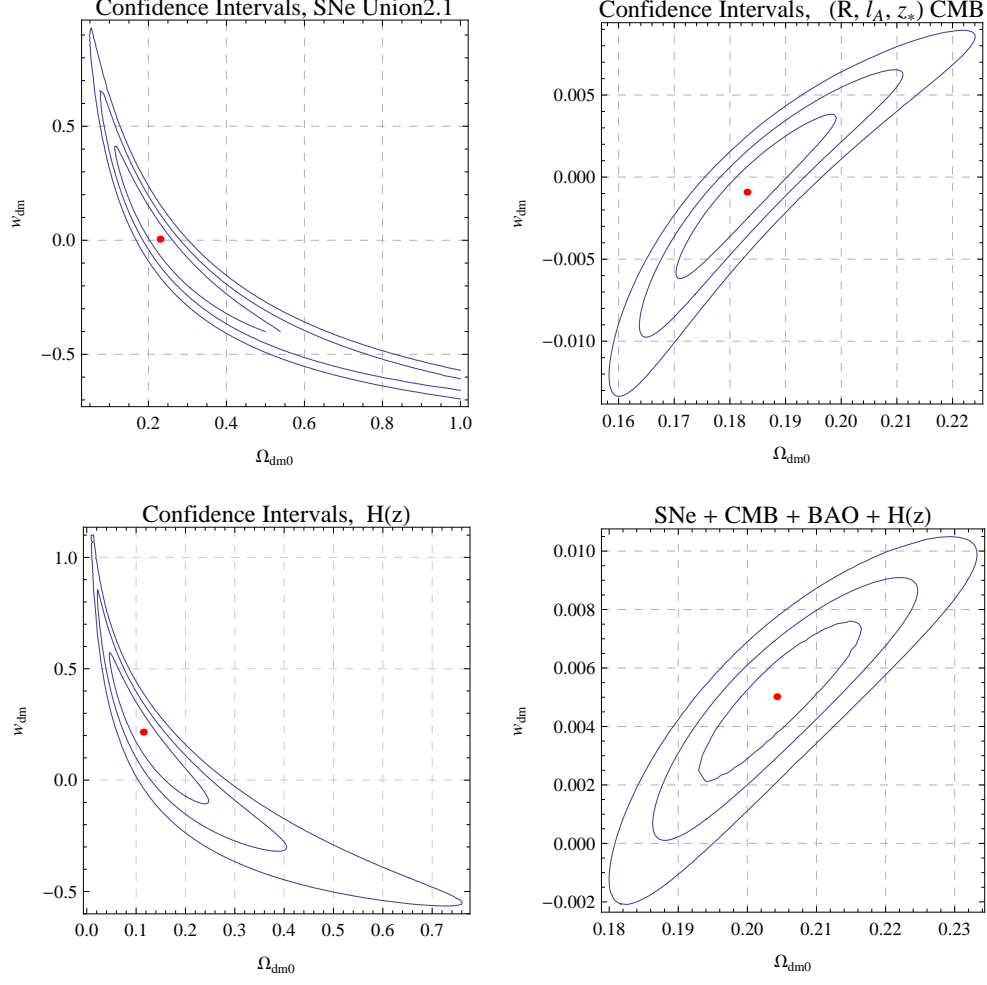 Confidence Intervals, SNe Union2.1
0.5
0.0
−0.5
w_dm
0.2 0.4 0.6 0.8 1.0
Ω_dm0
Confidence Intervals, (R, l_A, z_*) CMB
0.005
0.000
−0.005
−0.010
w_dm
0.16 0.17 0.18 0.19 0.20 0.21 0.22
Ω_dm0
Confidence Intervals, H(z)
1.0
0.5
0.0
−0.5
w_dm
0.0 0.1 0.2 0.3 0.4 0.5 0.6 0.7
Ω_dm0
SNe + CMB + BAO + H(z)
0.010
0.008
0.006
0.004
0.002
0.000
−0.002
w_dm
0.18 0.19 0.20 0.21 0.22 0.23
Ω_dm0